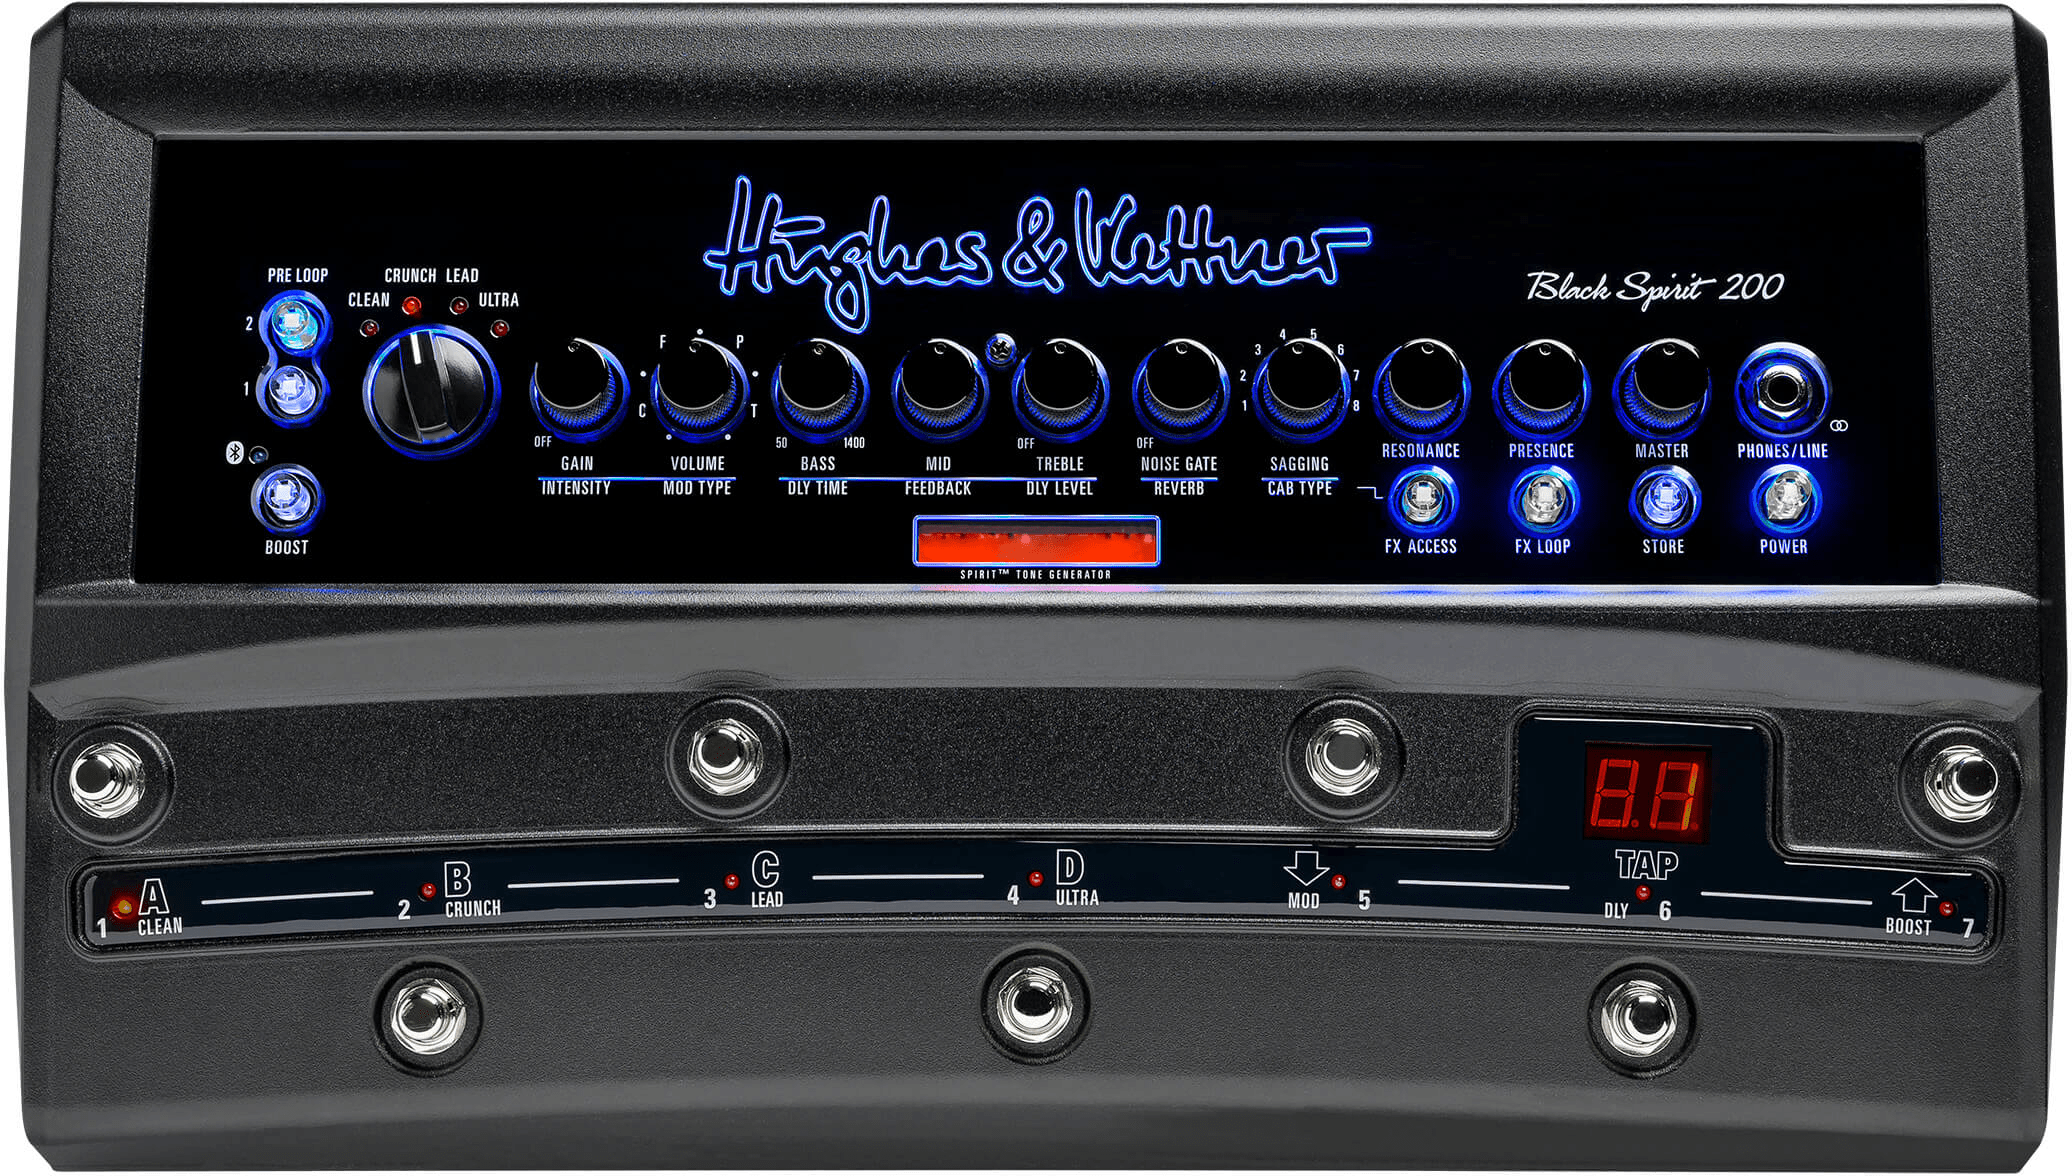 Hughes & Kettner
Black Spirit 200
PRE LOOP
2
1
CRUNCH LEAD
CLEAN
ULTRA
BOOST
F P
C T
OFF
GAIN
INTENSITY
VOLUME
MOD TYPE
50 1400
BASS
DLY TIME
MID
FEEDBACK
OFF
TREBLE
DLY LEVEL
OFF
NOISE GATE
REVERB
1 2 3 4 5 6 7 8
SAGGING
CAB TYPE
RESONANCE
PRESENCE
MASTER
PHONES/LINE
FX ACCESS
FX LOOP
STORE
POWER
SPIRIT™ TONE GENERATOR
1
A
1 CLEAN
B
2 CRUNCH
C
3 LEAD
D
4 ULTRA
MOD 5
TAP
DLY 6
BOOST 7